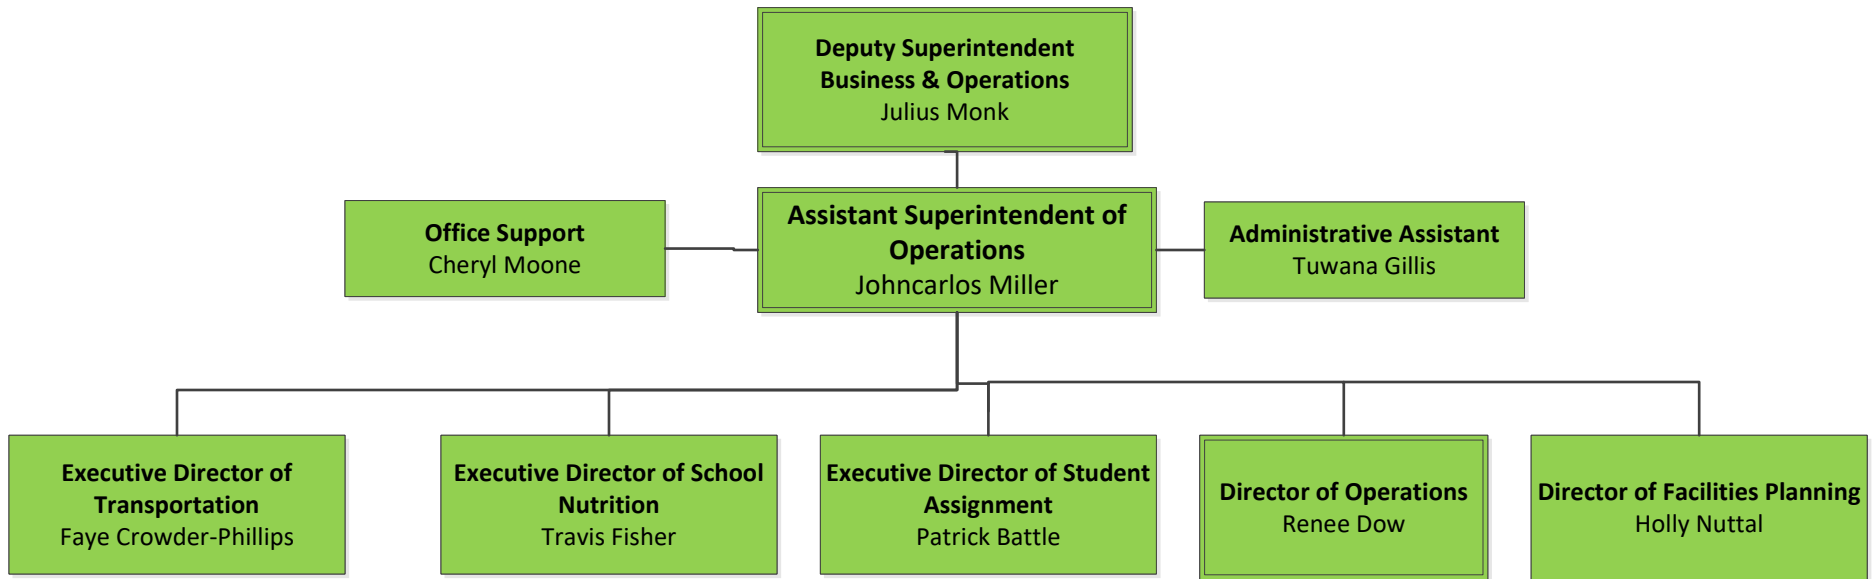 Deputy Superintendent
Business & Operations
Julius Monk
Office Support
Cheryl Moone
Assistant Superintendent of
Operations
Johncarlos Miller
Administrative Assistant
Tuwana Gillis
Executive Director of
Transportation
Faye Crowder-Phillips
Executive Director of School
Nutrition
Travis Fisher
Executive Director of Student
Assignment
Patrick Battle
Director of Operations
Renee Dow
Director of Facilities Planning
Holly Nuttal